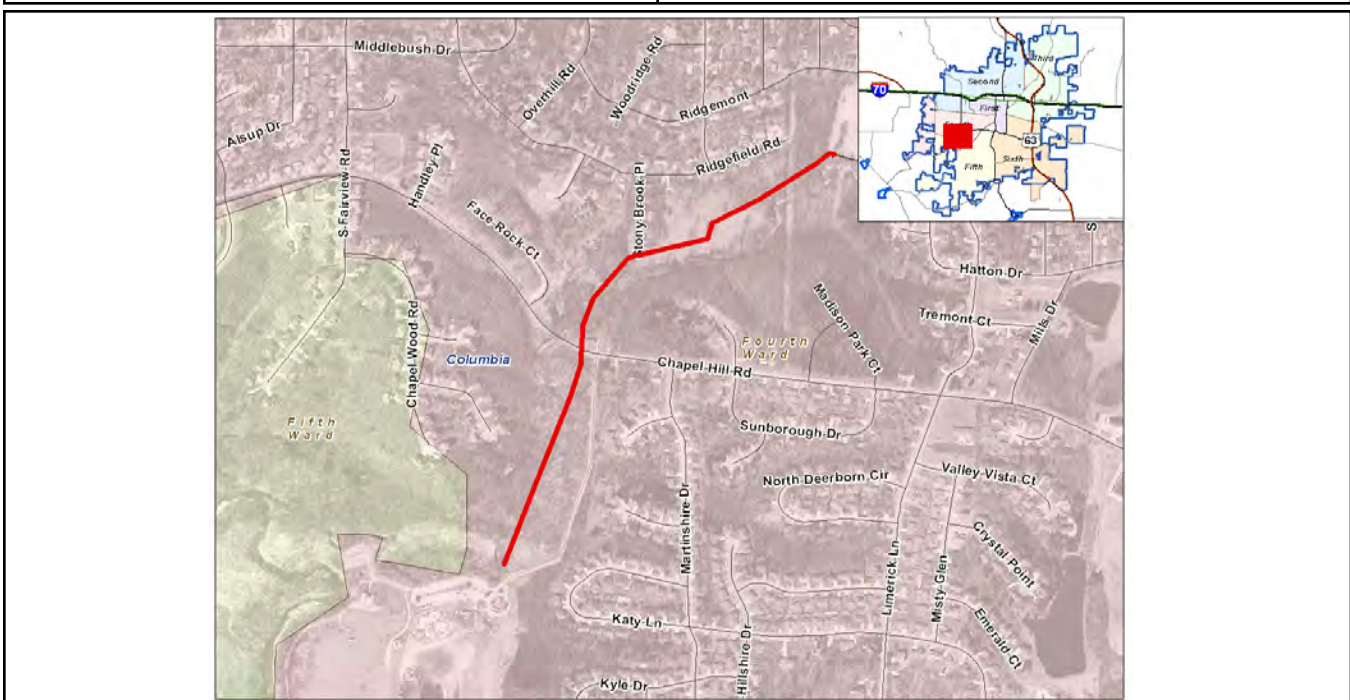 Middlebush Dr
Overhill Rd
Woodridge Rd
Ridgemont
Alsup Dr
S Fairview Rd
Handley Pl
Ridgefield Rd
Stony Brook Pl
Face Rock Ct
70
Second
Third
First
63
Fifth
Sixth
S
Hatton Dr
Chapel Wood Rd
Columbia
Madison Park Ct
Tremont Ct
Mills Dr
Fourth
Ward
Chapel Hill Rd
Fifth
Ward
Sunborough Dr
North Deerborn Cir
Valley Vista Ct
Martinshire Dr
Limerick Ln
Misty Glen
Crystal Point
Katy Ln
Hillshire Dr
Emerald Ct
Kyle Dr